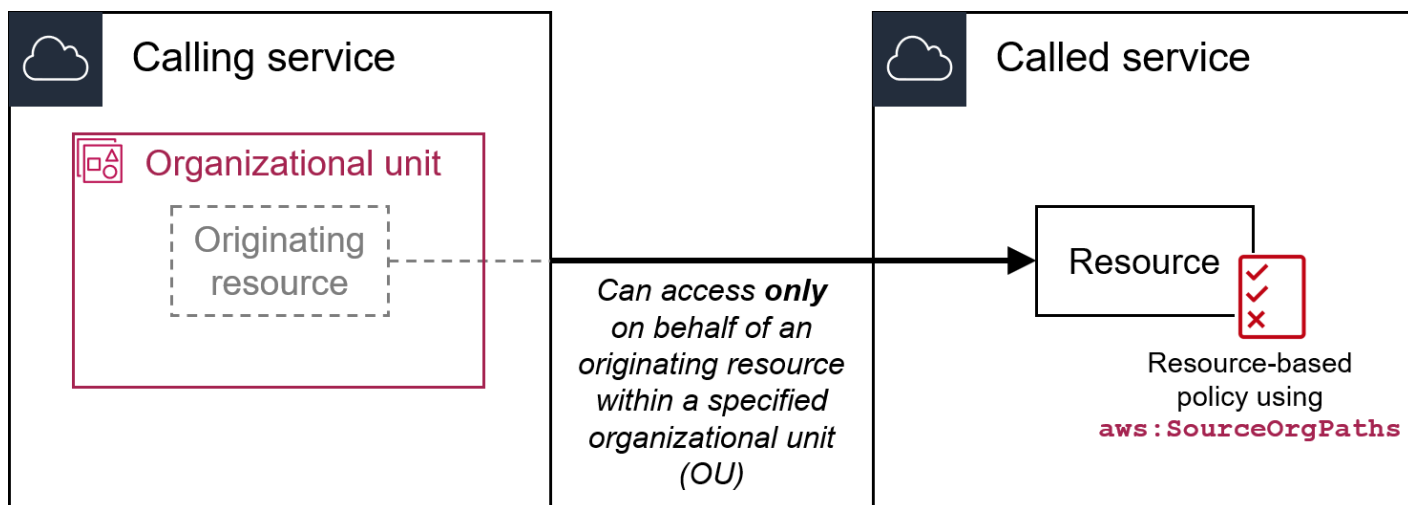 Calling service
Organizational unit
Originating
resource
Can access only
on behalf of an
originating resource
within a specified
organizational unit
(OU)
Called service
Resource
Resource-based
policy using
aws:SourceOrgPaths